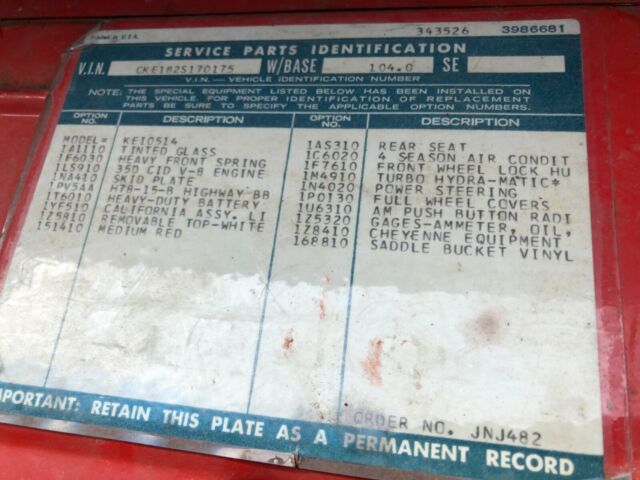 Printed in U.S.A. 343526 3986681
SERVICE PARTS IDENTIFICATION
V.I.N. CKE182S170175 W/BASE 104.0 SE
V.I.N. — VEHICLE IDENTIFICATION NUMBER
NOTE: THE SPECIAL EQUIPMENT LISTED BELOW HAS BEEN INSTALLED ON THIS
VEHICLE. FOR PROPER IDENTIFICATION OF REPLACEMENT
PARTS BE SURE TO SPECIFY THE APPLICABLE OPTION NUMBERS.
OPTION NO. DESCRIPTION OPTION NO. DESCRIPTION
MODEL= KE10514
1A1110 TINTED GLASS 1AS310 REAR SEAT
1F6030 HEAVY FRONT SPRING 1C6020 4 SEASON AIR CONDIT
1LS910 350 CID V-8 ENGINE 1F7610 FRONT WHEEL LOCK HU
1NA410 SKID PLATE 1M4910 TURBO HYDRA-MATIC*
1PV5AA H78-15-B HIGHWAY BB 1N4020 POWER STEERING
1T6010 HEAVY-DUTY BATTERY 1P0130 FULL WHEEL COVERS
1YF510 CALIFORNIA ASSY. LI 1U6310 AM PUSH BUTTON RADI
1Z5810 REMOVABLE TOP-WHITE 1Z5320 GAGES-AMMETER, OIL,
151410 MEDIUM RED 1Z8410 CHEYENNE EQUIPMENT
168810 SADDLE BUCKET VINYL
ORDER NO. JNJ482
PORTANT: RETAIN THIS PLATE AS A PERMANENT RECORD